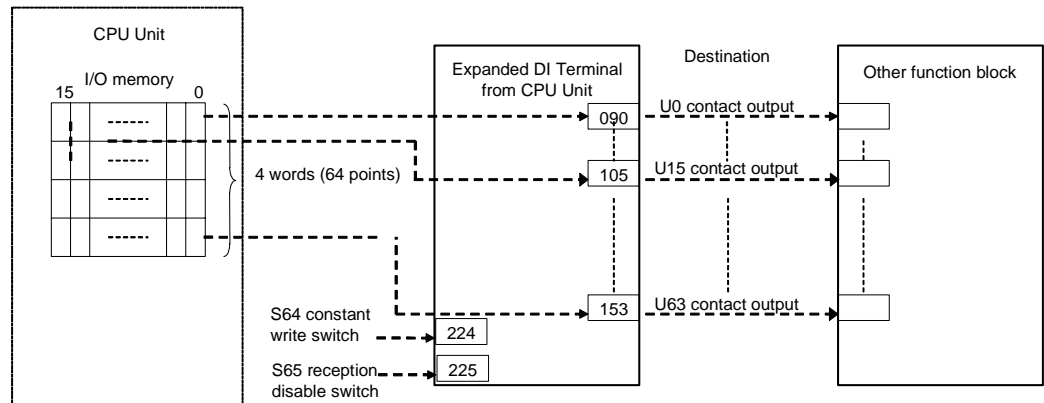 CPU Unit
I/O memory
15 0
4 words (64 points)
Expanded DI Terminal
from CPU Unit
090
105
153
S64 constant
write switch
224
S65 reception
disable switch
225
Destination
U0 contact output
U15 contact output
U63 contact output
Other function block